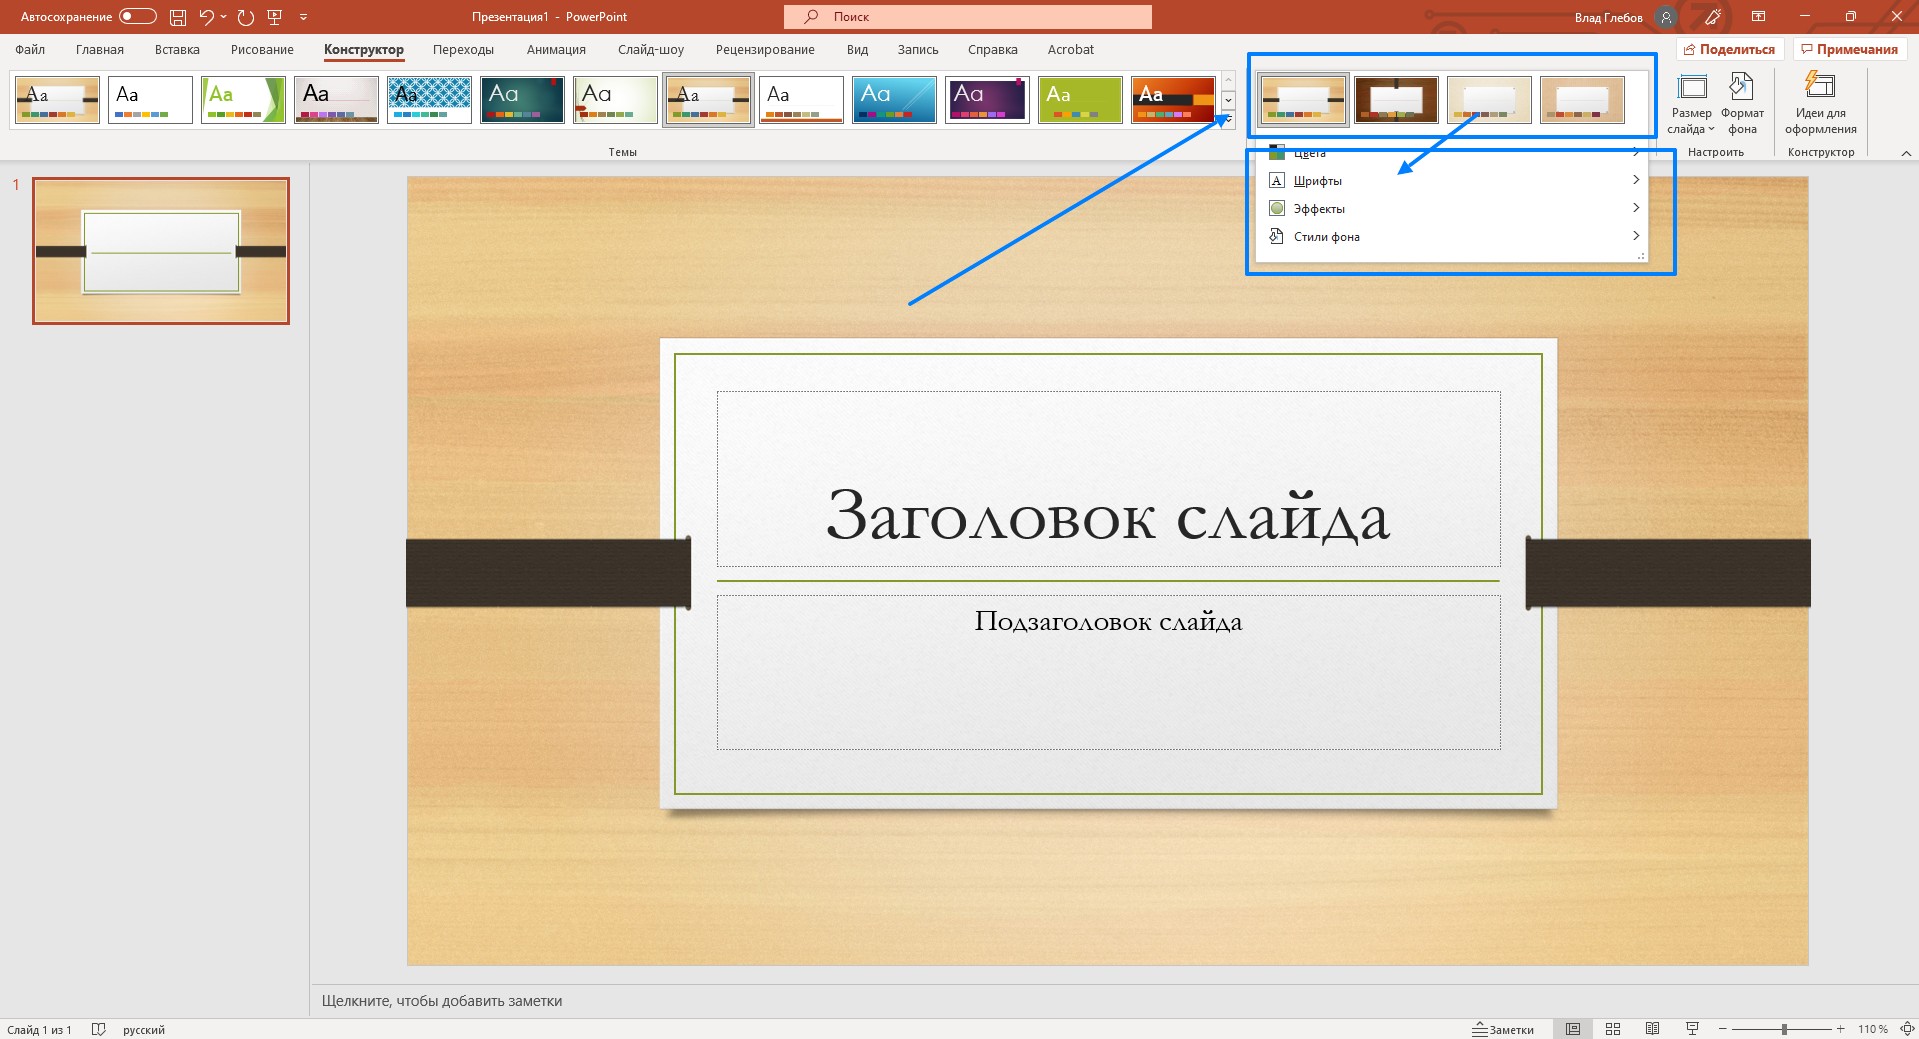 Автосохранение
Презентация1 - PowerPoint
Поиск
Влад Глебов
Файл Главная Вставка Рисование Конструктор Переходы Анимация Слайд-шоу Рецензирование Вид Запись Справка Acrobat
Поделиться Примечания
Aa Aa Aa Aa Aa Aa Aa Aa Aa Aa Aa Aa Aa
Размер слайда
Формат фона
Идеи для оформления
Темы
Настроить
Конструктор
Цвета
Шрифты
Эффекты
Стили фона
1
Заголовок слайда
Подзаголовок слайда
Щелкните, чтобы добавить заметки
Слайд 1 из 1 русский
Заметки
110 %